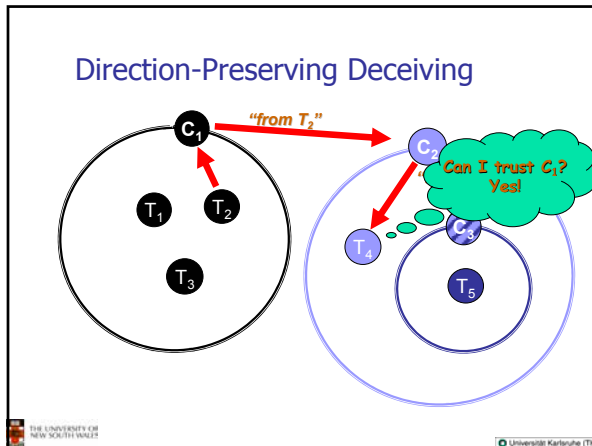 Direction-Preserving Deceiving
C₁
"from T₂"
C₂
Can I trust C₁?
Yes!
"
T₁
T₂
C₃
T₄
T₃
T₅
THE UNIVERSITY OF
NEW SOUTH WALES
Universität Karlsruhe (TH